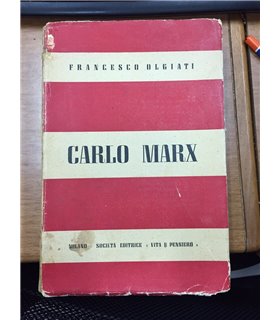 FRANCESCO OLGIATI
CARLO MARX
MILANO - SOCIETÀ EDITRICE « VITA E PENSIERO »